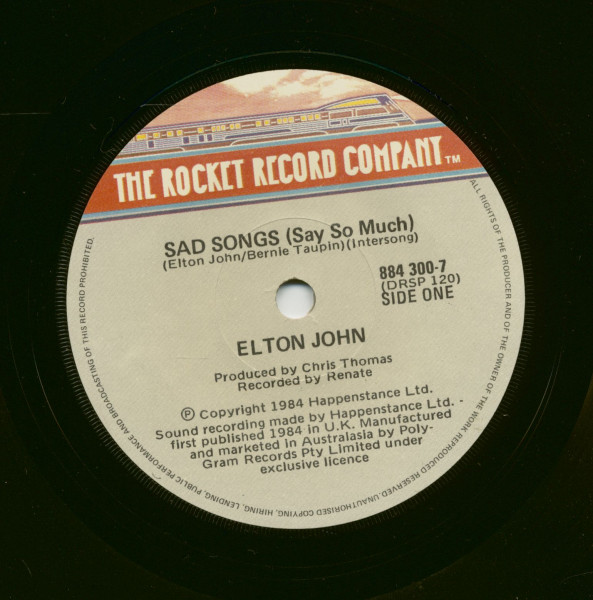 THE ROCKET RECORD COMPANY TM
SAD SONGS (Say So Much)
(Elton John/Bernie Taupin)(Intersong)
884 300-7
(DRSP 120)
SIDE ONE
ELTON JOHN
Produced by Chris Thomas
Recorded by Renate
Ⓟ Copyright 1984 Happenstance Ltd.
Sound recording made by Happenstance Ltd. -
first published 1984 in U.K. Manufactured
and marketed in Australasia by Poly-
Gram Records Pty Limited under
exclusive licence
ALL RIGHTS OF THE PRODUCER AND OF THE OWNER OF THE WORK REPRODUCED RESERVED. UNAUTHORISED COPYING, HIRING, LENDING, PUBLIC PERFORMANCE AND BROADCASTING OF THIS RECORD PROHIBITED.